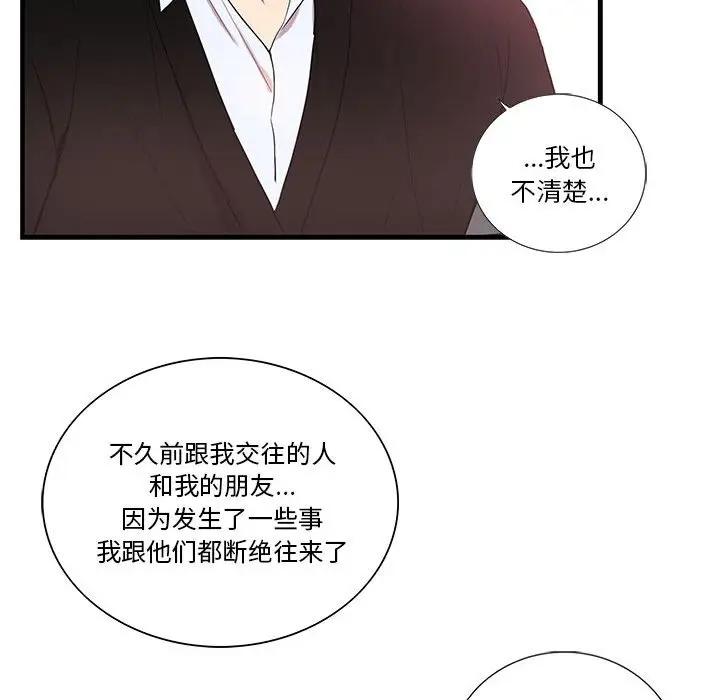 ...我也
不清楚...
不久前跟我交往的人
和我的朋友...
因为发生了一些事
我跟他们都断绝往来了